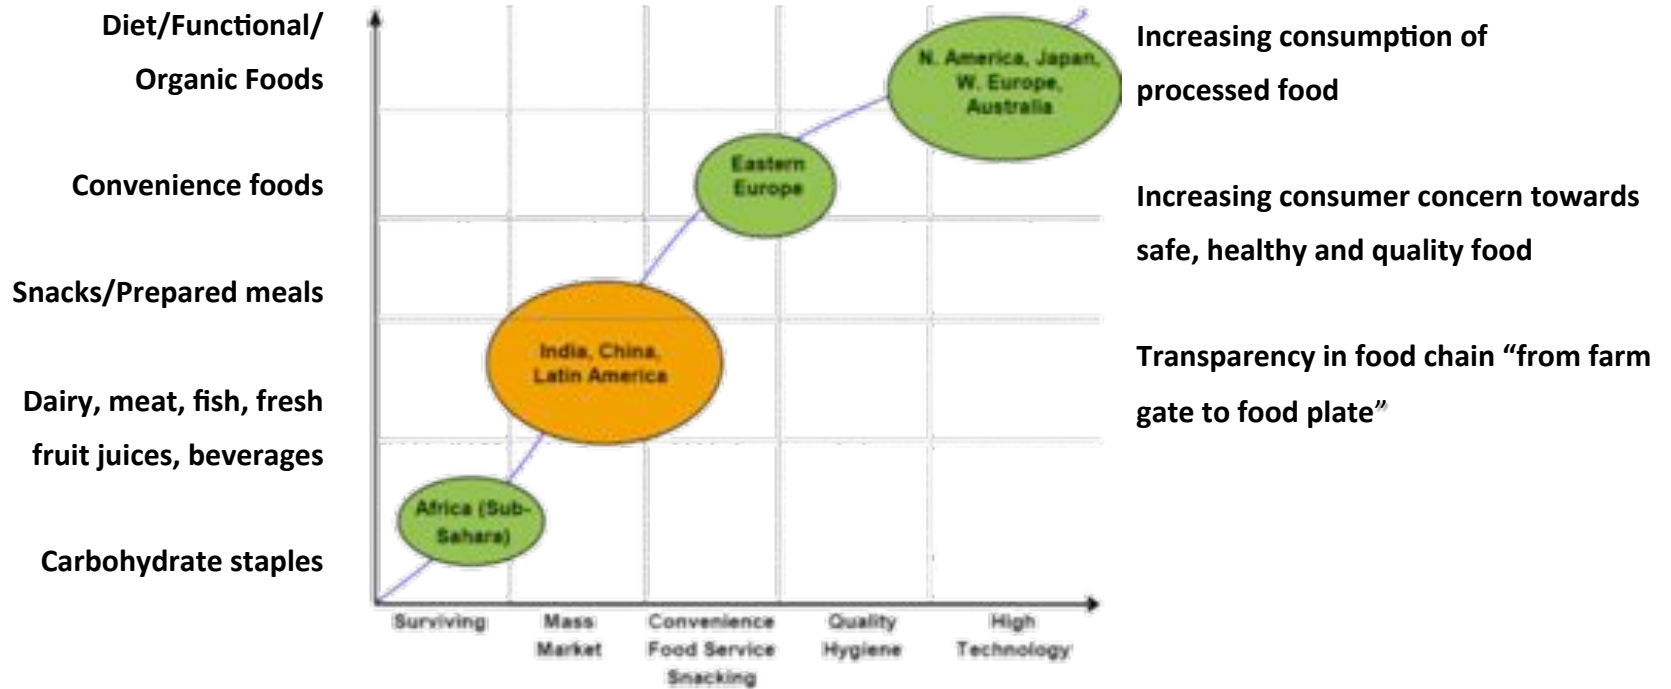 Diet/Functional/
Organic Foods
Convenience foods
Snacks/Prepared meals
Dairy, meat, fish, fresh
fruit juices, beverages
Carbohydrate staples
N. America, Japan,
W. Europe,
Australia
Eastern
Europe
India, China,
Latin America
Africa (Sub-
Sahara)
Surviving
Mass
Market
Convenience
Food Service
Snacking
Quality
Hygiene
High
Technology
Increasing consumption of
processed food
Increasing consumer concern towards
safe, healthy and quality food
Transparency in food chain “from farm
gate to food plate”